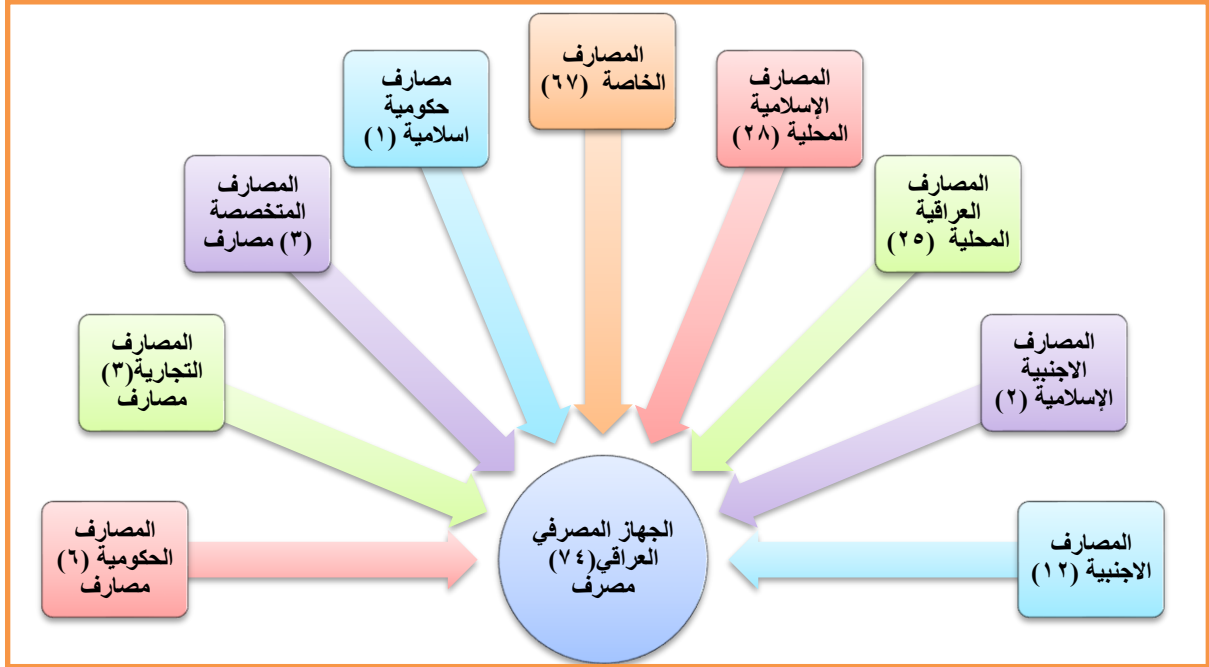 المصارف
الخاصة (٦٧)
المصارف
الإسلامية
المحلية (٢٨)
مصارف
حكومية
اسلامية (١)
المصارف
العراقية
المحلية (٢٥)
المصارف
المتخصصة
(٣) مصارف
المصارف
الاجنبية
الإسلامية (٢)
المصارف
التجارية(٣)
مصارف
المصارف
الاجنبية (١٢)
المصارف
الحكومية (٦)
مصارف
الجهاز المصرفي
العراقي(٧٤)
مصرف